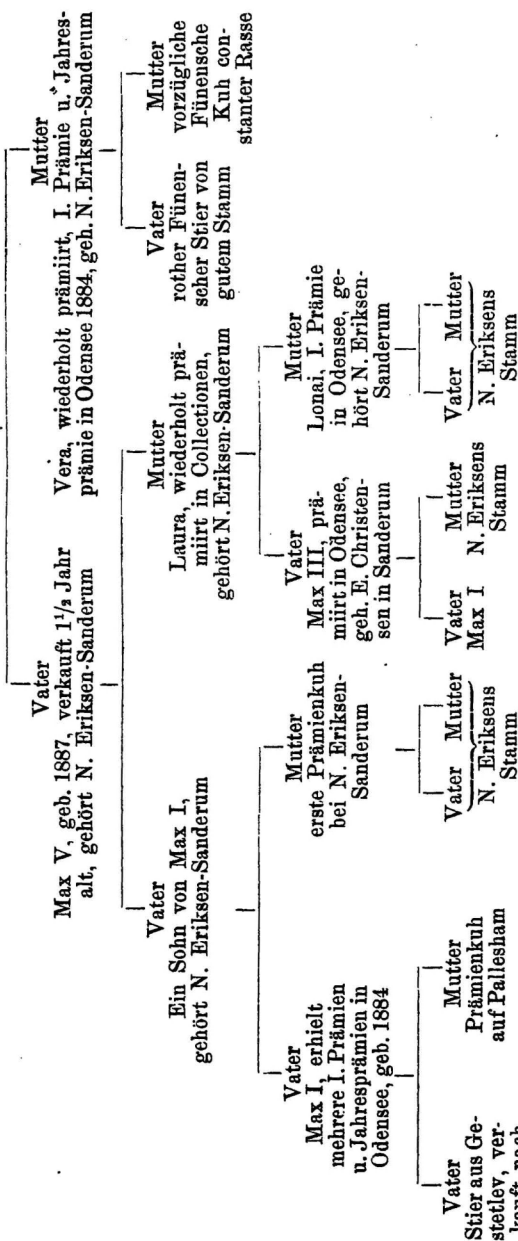 Vater
Max V, geb. 1887, verkauft 1½ Jahr
alt, gehört N. Eriksen-Sanderum
Mutter
Vera, wiederholt prämiirt, I. Prämie u. Jahres-
prämie in Odensee 1884, geh. N. Eriksen-Sanderum
Vater
Ein Sohn von Max I,
gehört N. Eriksen-Sanderum
Mutter
Laura, wiederholt prä-
miirt in Collectionen,
gehört N. Eriksen-Sanderum
Vater
rother Fünen-
scher Stier von
gutem Stamm
Mutter
vorzügliche
Fünensche
Kuh con-
stanter Rasse
Vater
Max I, erhielt
mehrere I. Prämien
u. Jahresprämien in
Odensee, geb. 1884
Mutter
erste Prämienkuh
bei N. Eriksen-
Sanderum
Vater
Max III, prä-
miirt in Odensee,
geh. E. Christen-
sen in Sanderum
Mutter
Lonai, I. Prämie
in Odensee, ge-
hört N. Eriksen-
Sanderum
Vater
Stier aus Ge-
stetlev, ver-
kauft nach
Mutter
Prämienkuh
auf Pallesham
Vater Mutter
N. Eriksens
Stamm
Vater
Max I
Mutter
N. Eriksens
Stamm
Vater Mutter
N. Eriksens
Stamm